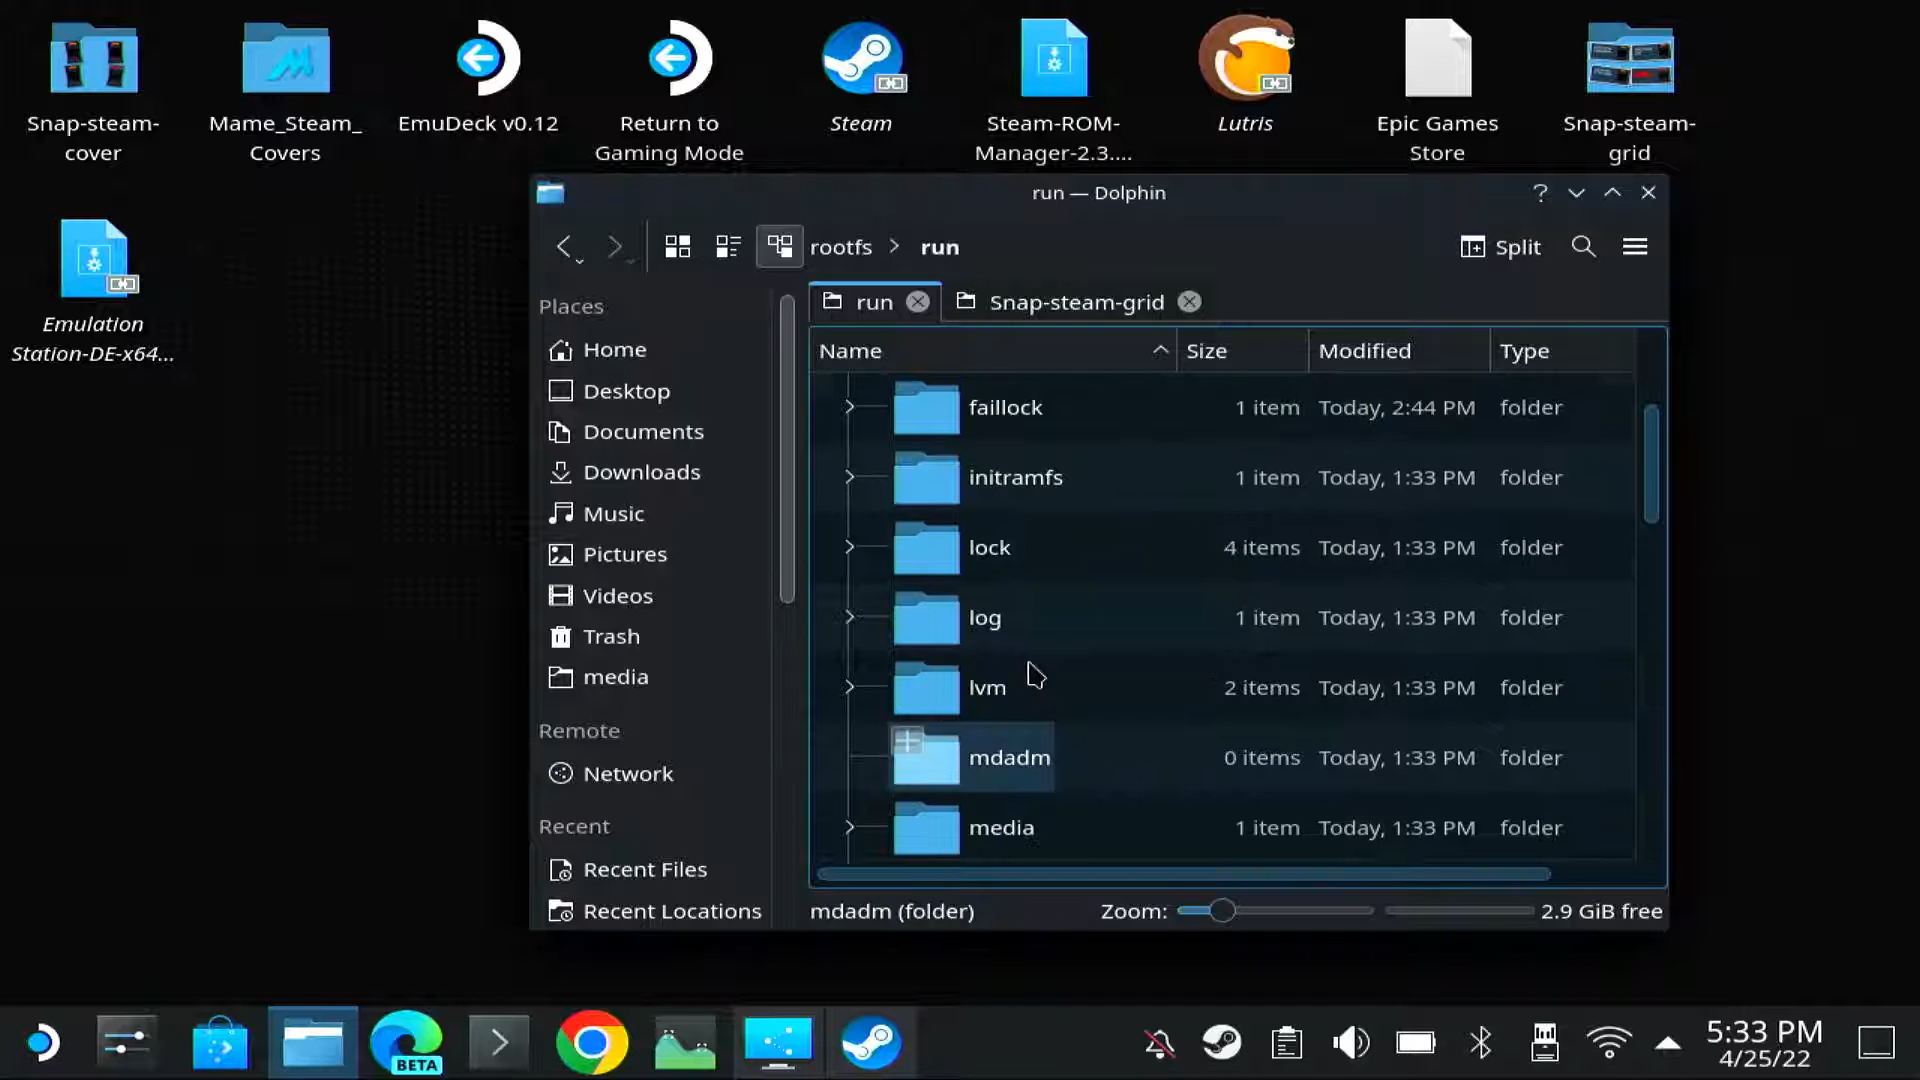 Snap-steam-
cover
Mame_Steam_
Covers
EmuDeck v0.12
Return to
Gaming Mode
Steam
Steam-ROM-
Manager-2.3....
Lutris
Epic Games
Store
Snap-steam-
grid
Emulation
Station-DE-x64...
run — Dolphin
rootfs > run
Split
run
Snap-steam-grid
Places
Home
Desktop
Documents
Downloads
Music
Pictures
Videos
Trash
media
Remote
Network
Recent
Recent Files
Recent Locations
Name Size Modified Type
faillock 1 item Today, 2:44 PM folder
initramfs 1 item Today, 1:33 PM folder
lock 4 items Today, 1:33 PM folder
log 1 item Today, 1:33 PM folder
lvm 2 items Today, 1:33 PM folder
mdadm 0 items Today, 1:33 PM folder
media 1 item Today, 1:33 PM folder
mdadm (folder) Zoom: 2.9 GiB free
BETA
5:33 PM
4/25/22